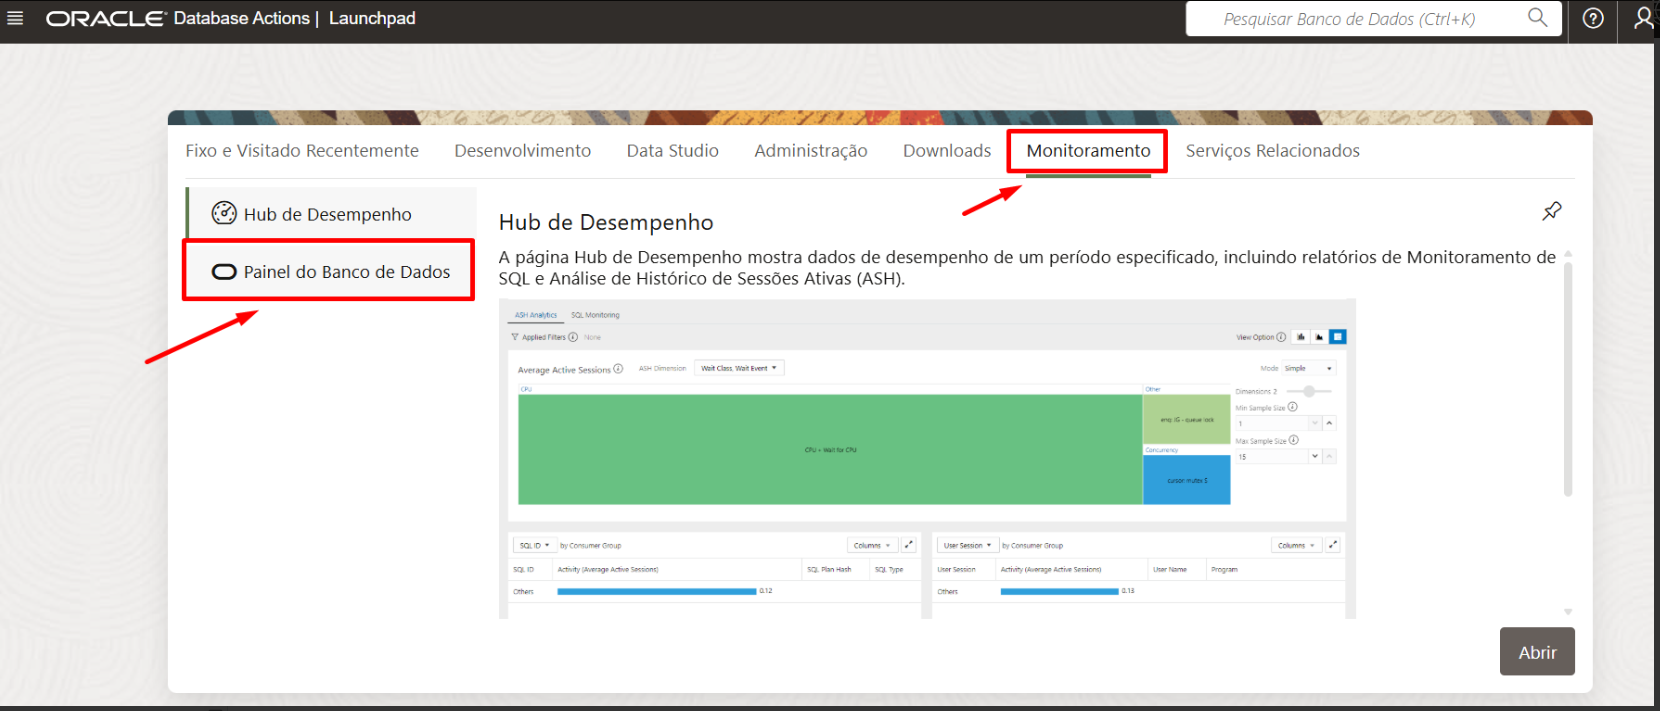 ORACLE Database Actions | Launchpad
Pesquisar Banco de Dados (Ctrl+K)
Fixo e Visitado Recentemente Desenvolvimento Data Studio Administração Downloads Monitoramento Serviços Relacionados
Hub de Desempenho
Painel do Banco de Dados
Hub de Desempenho
A página Hub de Desempenho mostra dados de desempenho de um período especificado, incluindo relatórios de Monitoramento de
SQL e Análise de Histórico de Sessões Ativas (ASH).
ASH Analytics SQL Monitoring
Applied Filters None View Option
Average Active Sessions ASH Dimension Wait Class, Wait Event Mode Simple
CPU Other
Dimensions 2
Min Sample Size
enq: IG - queue lock
1
Max Sample Size
CPU + Wait for CPU
Concurrency
15
cursor: mutex S
SQL ID by Consumer Group Columns
SQL ID Activity (Average Active Sessions) SQL Plan Hash SQL Type
Others 0.12
User Session by Consumer Group Columns
User Session Activity (Average Active Sessions) User Name Program
Others 0.13
Abrir